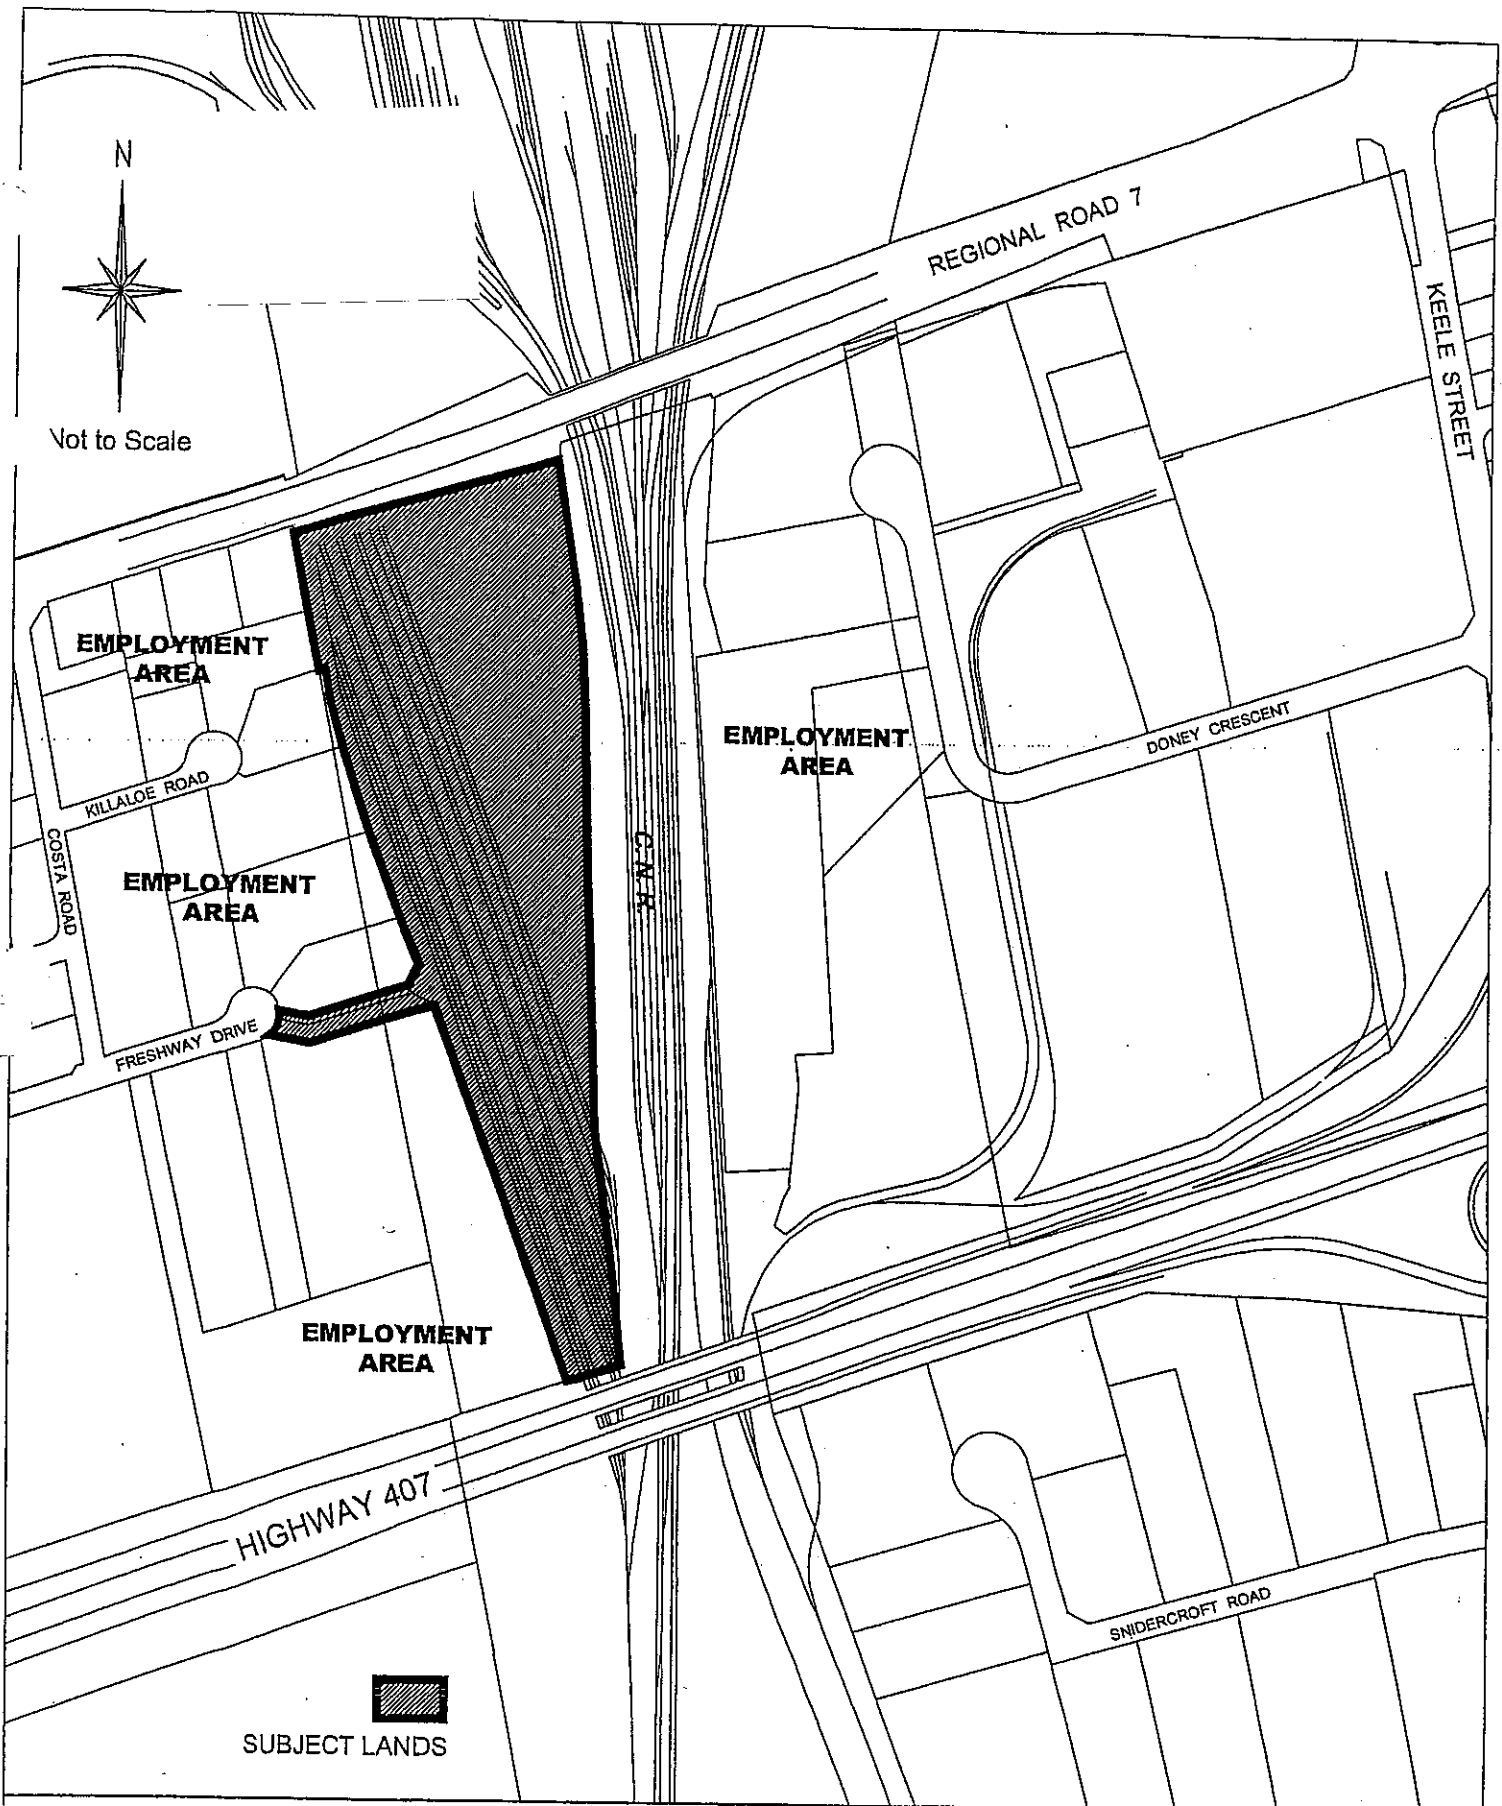 N
Not to Scale
REGIONAL ROAD 7
KEELE STREET
EMPLOYMENT
AREA
EMPLOYMENT
AREA
DONEY CRESCENT
KILLALOE ROAD
COSTA ROAD
C.N.R.
EMPLOYMENT
AREA
FRESHWAY DRIVE
EMPLOYMENT
AREA
HIGHWAY 407
SNIDERCROFT ROAD
SUBJECT LANDS